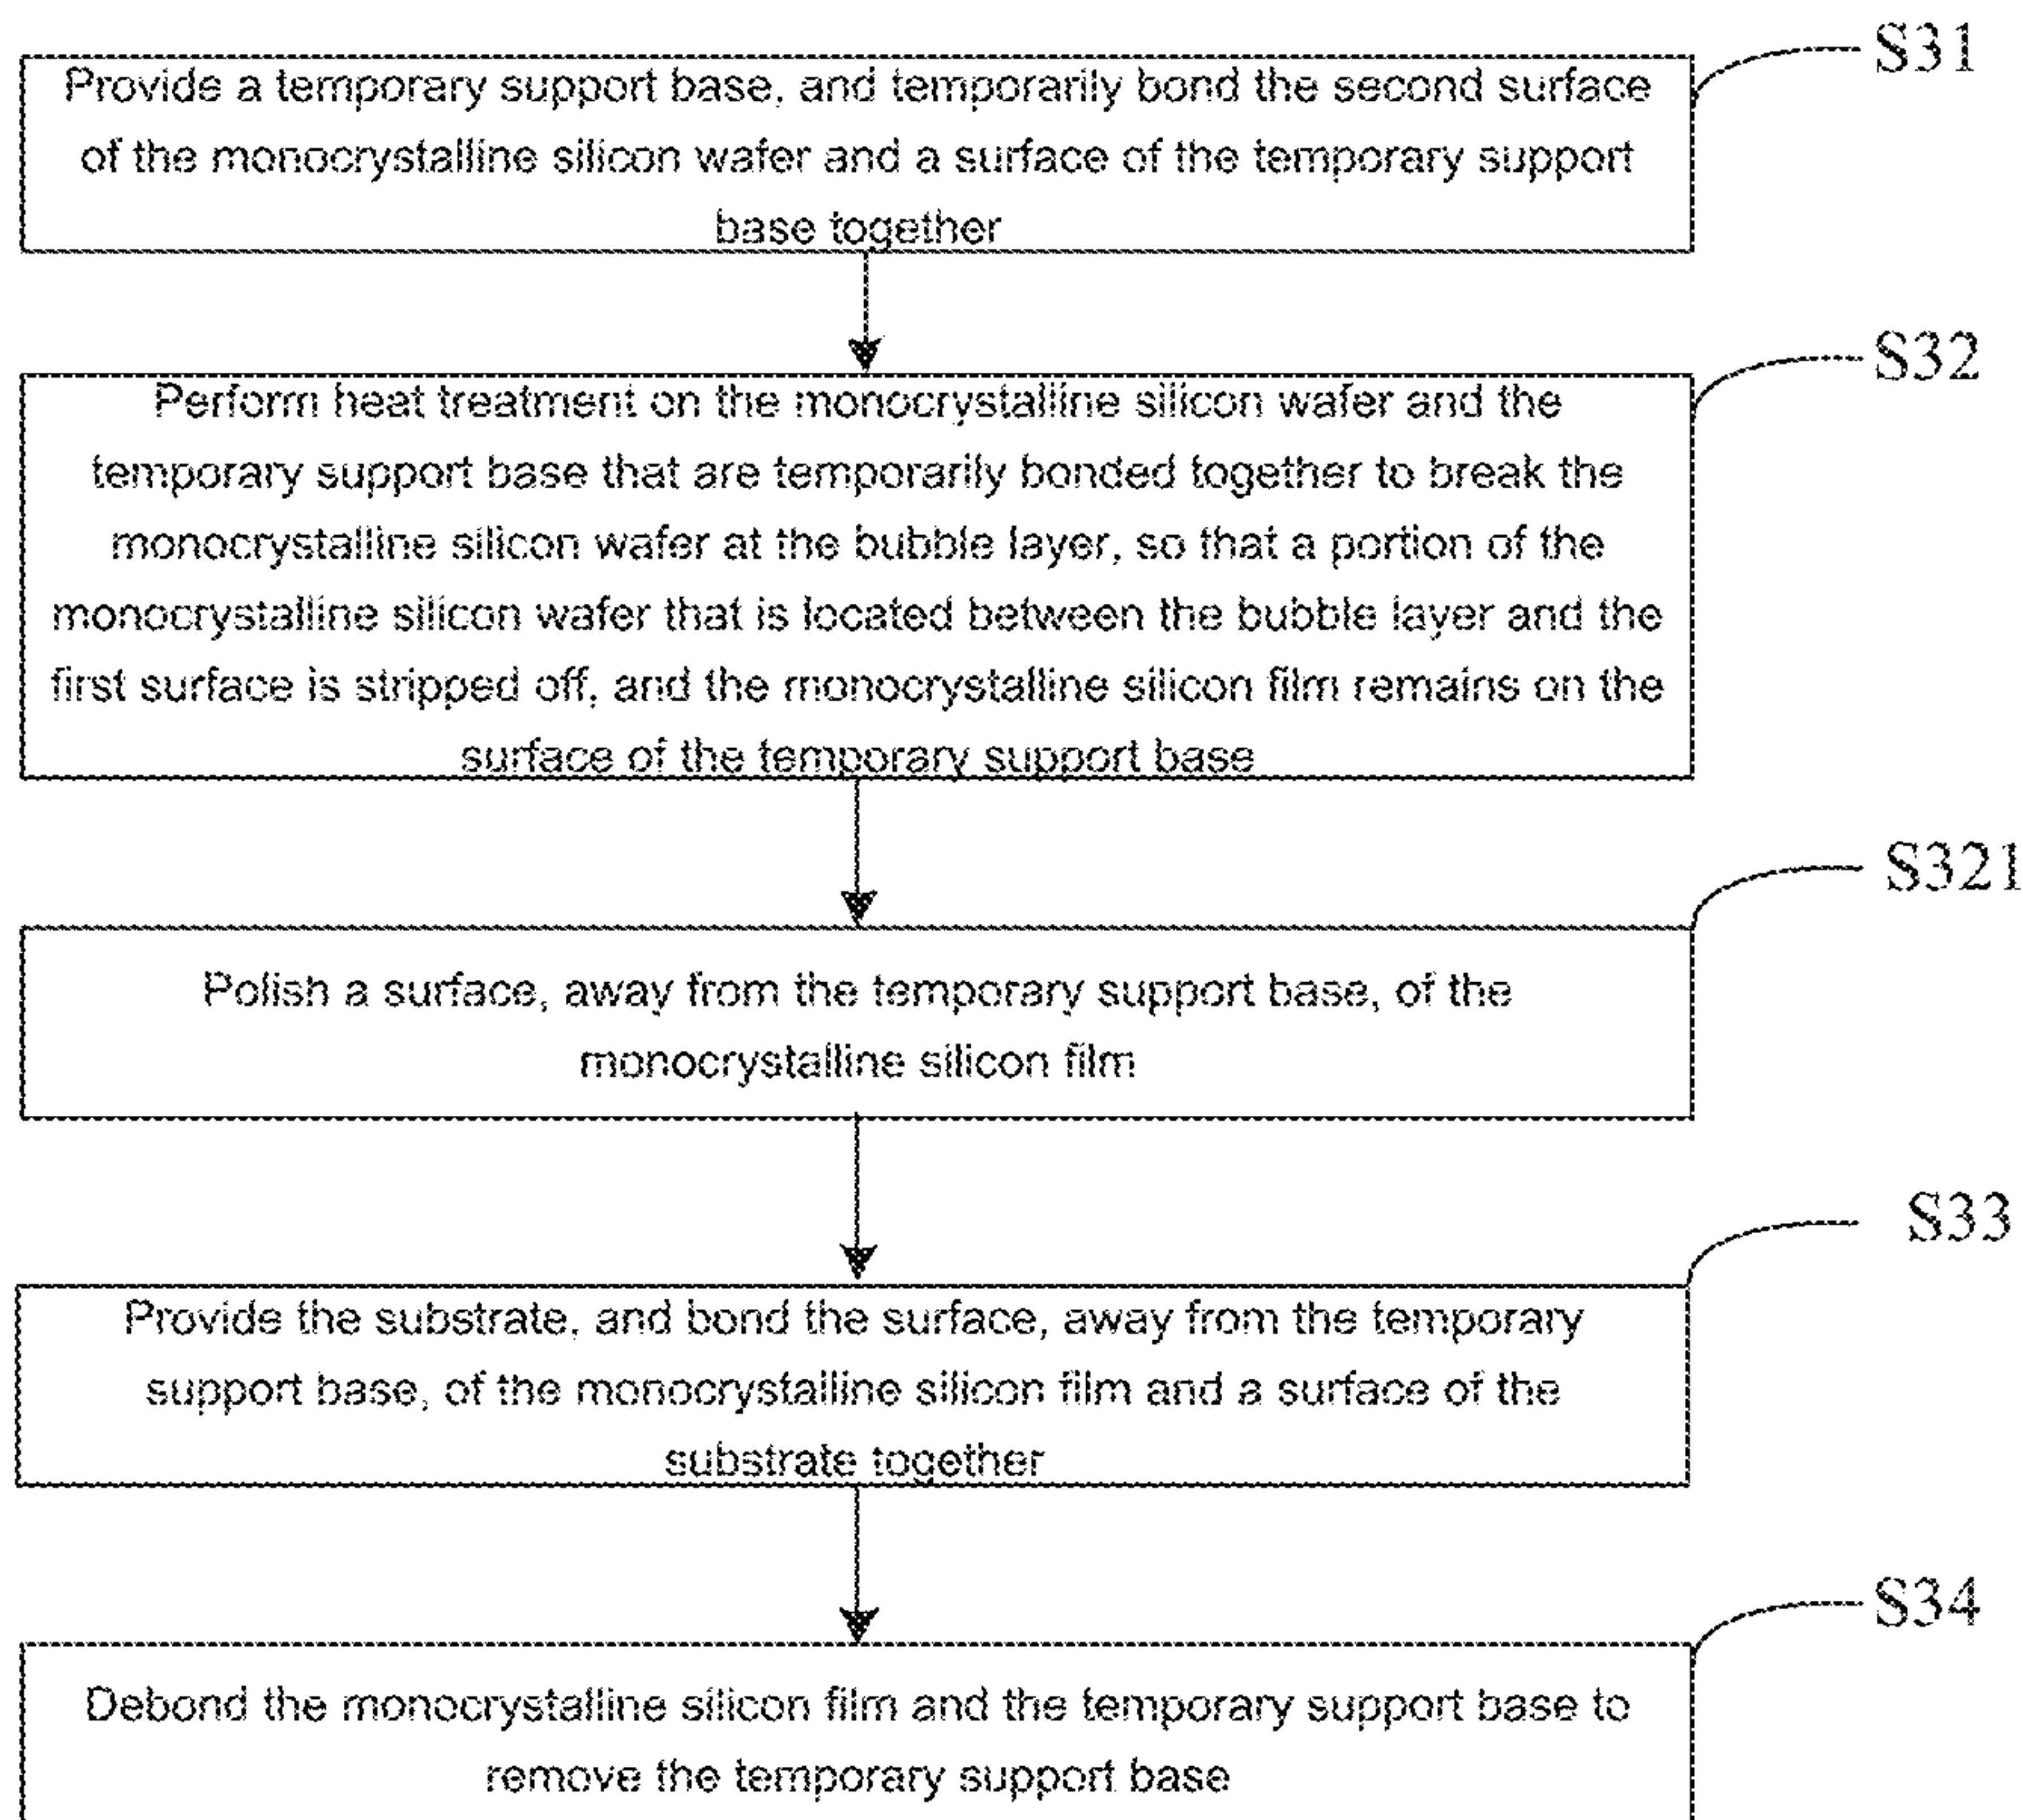 S31
Provide a temporary support base, and temporarily bond the second surface
of the monocrystalline silicon wafer and a surface of the temporary support
base together
S32
Perform heat treatment on the monocrystalline silicon wafer and the
temporary support base that are temporarily bonded together to break the
monocrystalline silicon wafer at the bubble layer, so that a portion of the
monocrystalline silicon wafer that is located between the bubble layer and the
first surface is stripped off, and the monocrystalline silicon film remains on the
surface of the temporary support base
S321
Polish a surface, away from the temporary support base, of the
monocrystalline silicon film
S33
Provide the substrate, and bond the surface, away from the temporary
support base, of the monocrystalline silicon film and a surface of the
substrate together
S34
Debond the monocrystalline silicon film and the temporary support base to
remove the temporary support base